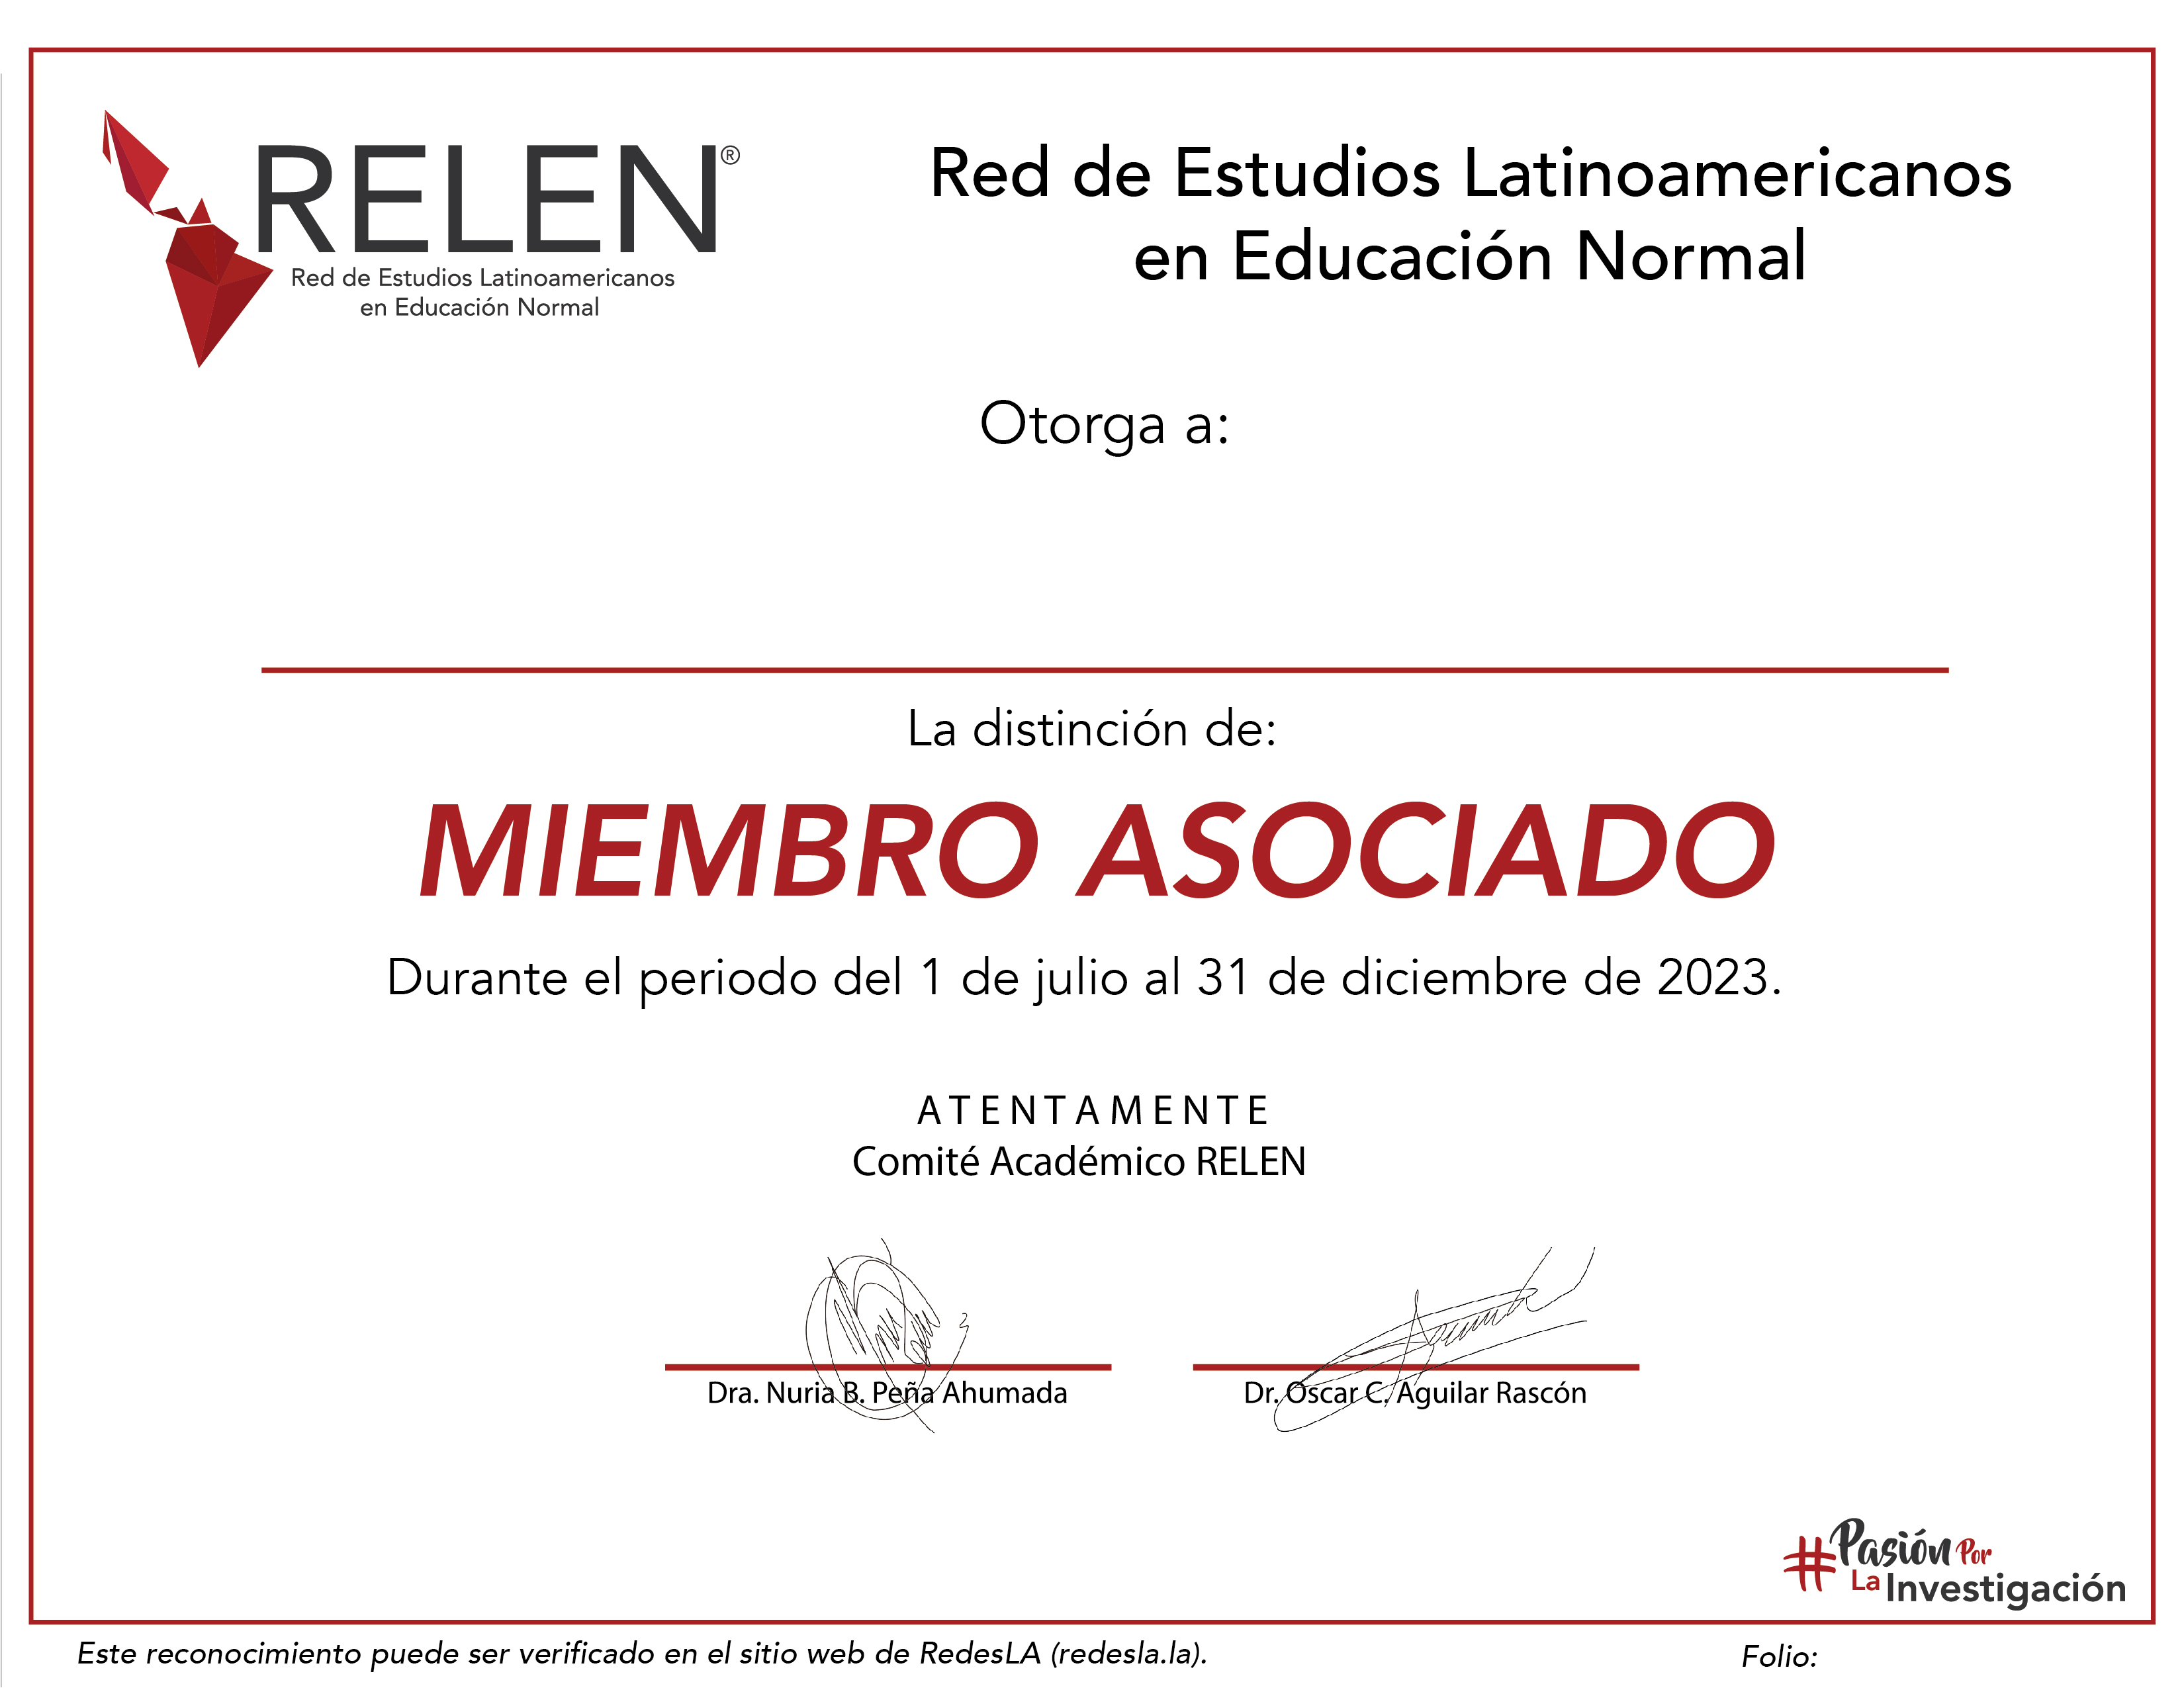 RELEN®
Red de Estudios Latinoamericanos
en Educación Normal
Red de Estudios Latinoamericanos
en Educación Normal
Otorga a:
La distinción de:
MIEMBRO ASOCIADO
Durante el periodo del 1 de julio al 31 de diciembre de 2023.
ATENTAMENTE
Comité Académico RELEN
Dra. Nuria B. Peña Ahumada
Dr. Oscar C. Aguilar Rascón
#Pasión Por
La Investigación
Este reconocimiento puede ser verificado en el sitio web de RedesLA (redesla.la).
Folio: